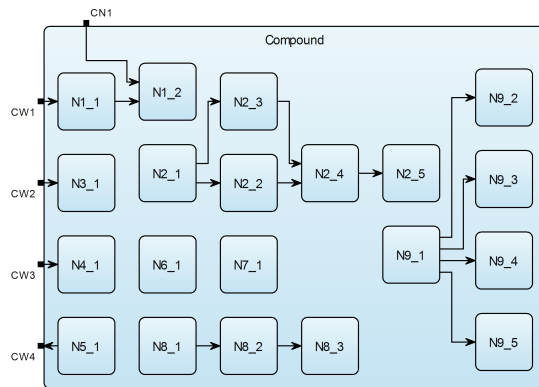 CN1
Compound
N1_2
N9_2
N1_1
N2_3
CW1
N2_1
N2_2
N2_4
N2_5
N9_3
N3_1
CW2
N9_1
N4_1
N6_1
N7_1
N9_4
CW3
N5_1
N8_1
N8_2
N8_3
N9_5
CW4